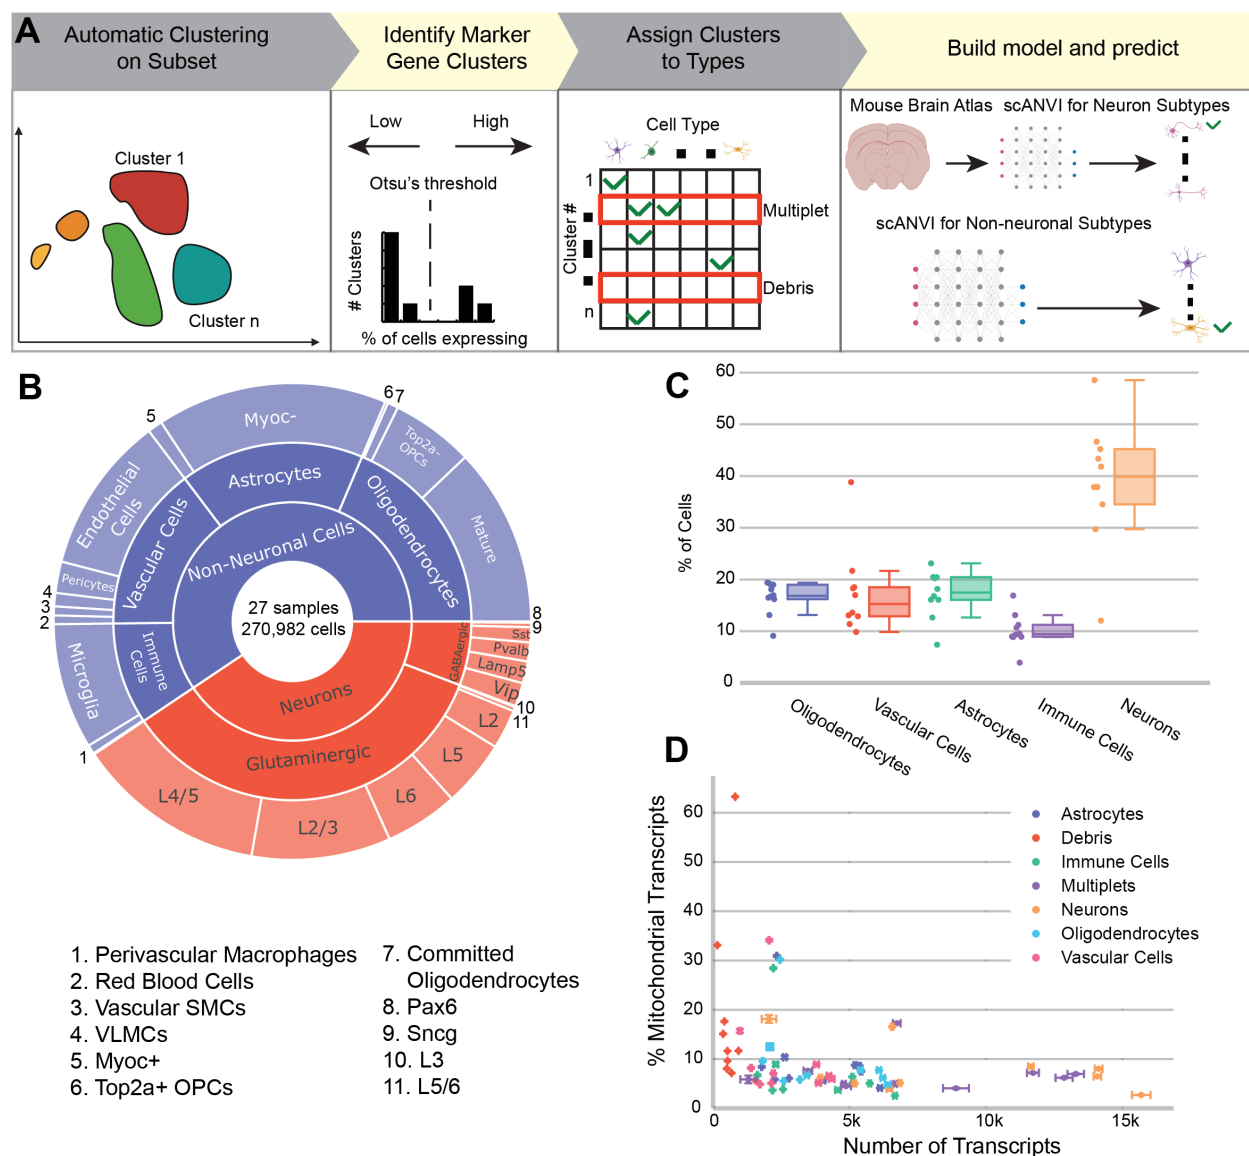 A
Automatic Clustering
on Subset
Identify Marker
Gene Clusters
Assign Clusters
to Types
Build model and predict
Cluster 1
Cluster n
Low
High
Otsu's threshold
# Clusters
% of cells expressing
Cell Type
Cluster #
1
n
Multiplet
Debris
Mouse Brain Atlas
scANVI for Neuron Subtypes
scANVI for Non-neuronal Subtypes
B
27 samples
270,982 cells
Non-Neuronal Cells
Neurons
Astrocytes
Oligodendrocytes
Vascular Cells
Immune
Cells
GABAergic
Glutaminergic
Myoc-
6
7
Top2a-
OPCs
Mature
8
9
Sst
Pvalb
Lamp5
Vip
10
11
L2
L5
L6
L2/3
L4/5
1
Microglia
2
3
4
Pericytes
Endothelial
Cells
5
1. Perivascular Macrophages
2. Red Blood Cells
3. Vascular SMCs
4. VLMCs
5. Myoc+
6. Top2a+ OPCs
7. Committed
Oligodendrocytes
8. Pax6
9. Sncg
10. L3
11. L5/6
C
% of Cells
60
50
40
30
20
10
0
Oligodendrocytes
Vascular Cells
Astrocytes
Immune Cells
Neurons
D
% Mitochondrial Transcripts
60
50
40
30
20
10
0
0
5k
10k
15k
Number of Transcripts
Astrocytes
Debris
Immune Cells
Multiplets
Neurons
Oligodendrocytes
Vascular Cells